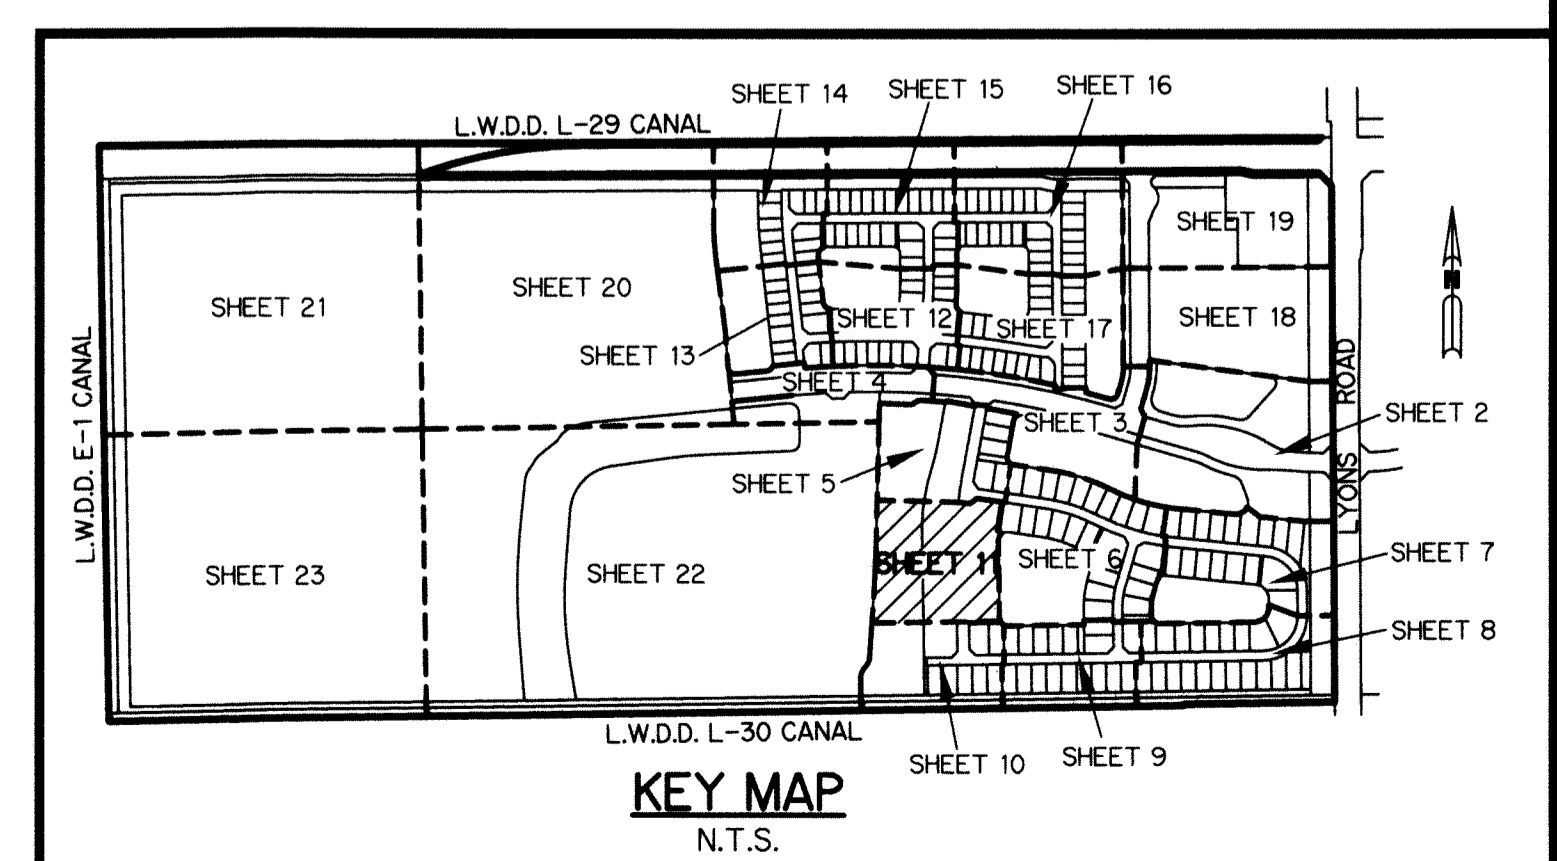 SHEET 14
SHEET 15
SHEET 16
L.W.D.D. L-29 CANAL
SHEET 19
SHEET 21
SHEET 20
SHEET 12
SHEET 17
SHEET 18
N
L.W.D.D. E-1 CANAL
SHEET 13
SHEET 4
LYONS ROAD
SHEET 2
SHEET 3
SHEET 5
SHEET 23
SHEET 22
SHEET 11
SHEET 6
SHEET 7
SHEET 8
L.W.D.D. L-30 CANAL
SHEET 10
SHEET 9
KEY MAP
N.T.S.